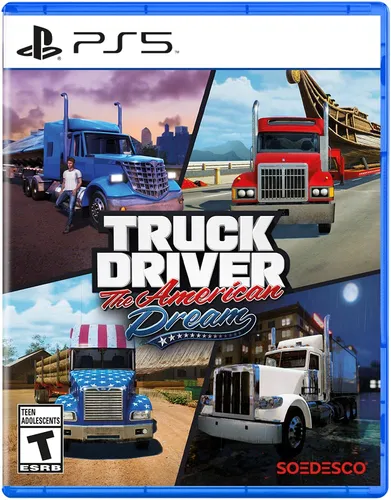 PS5
TRUCK
DRIVER
The American
Dream
TEEN
ADOLESCENTS
T
ESRB
SOEDESCO®